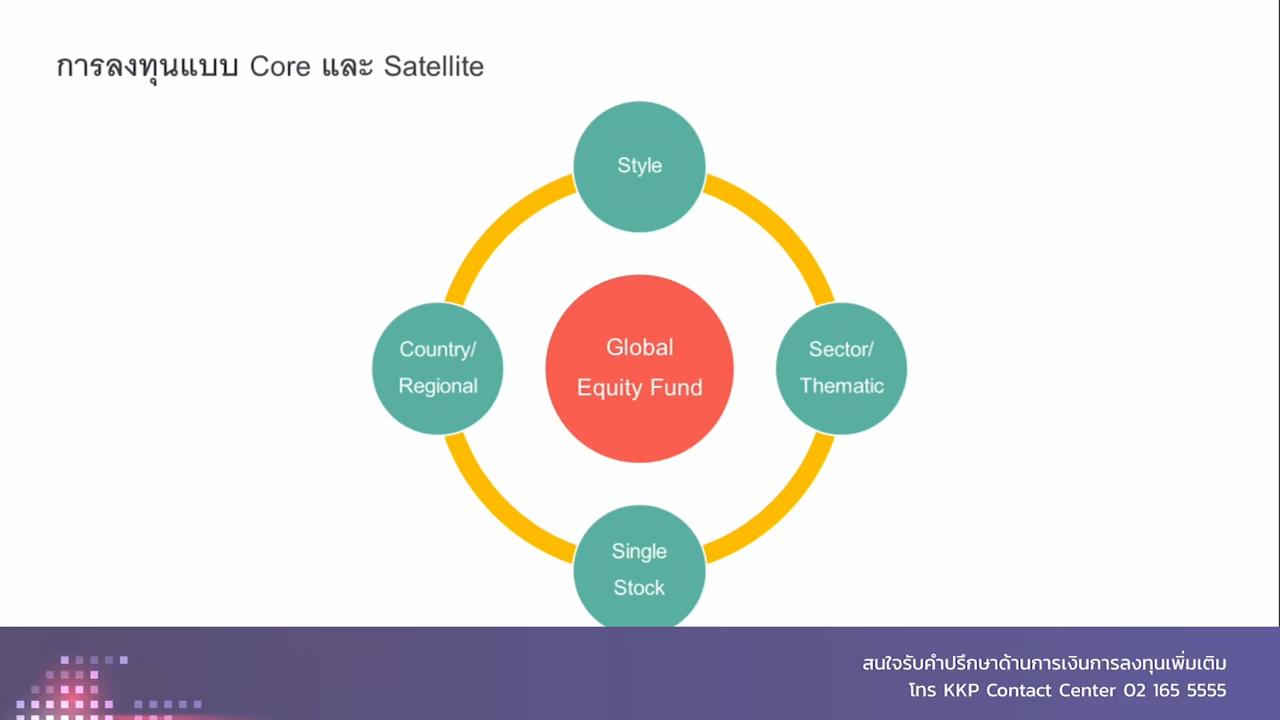 การลงทุนแบบ Core และ Satellite
Style
Country/
Regional
Global
Equity Fund
Sector/
Thematic
Single
Stock
สนใจรับคำปรึกษาด้านการเงินการลงทุนเพิ่มเติม
โทร KKP Contact Center 02 165 5555